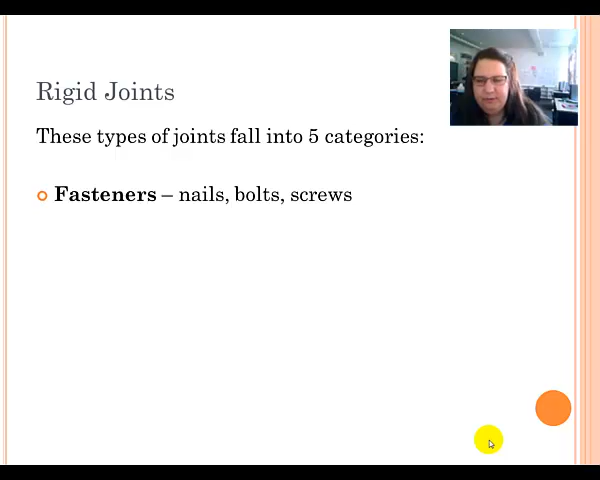 Rigid Joints
These types of joints fall into 5 categories:
Fasteners – nails, bolts, screws